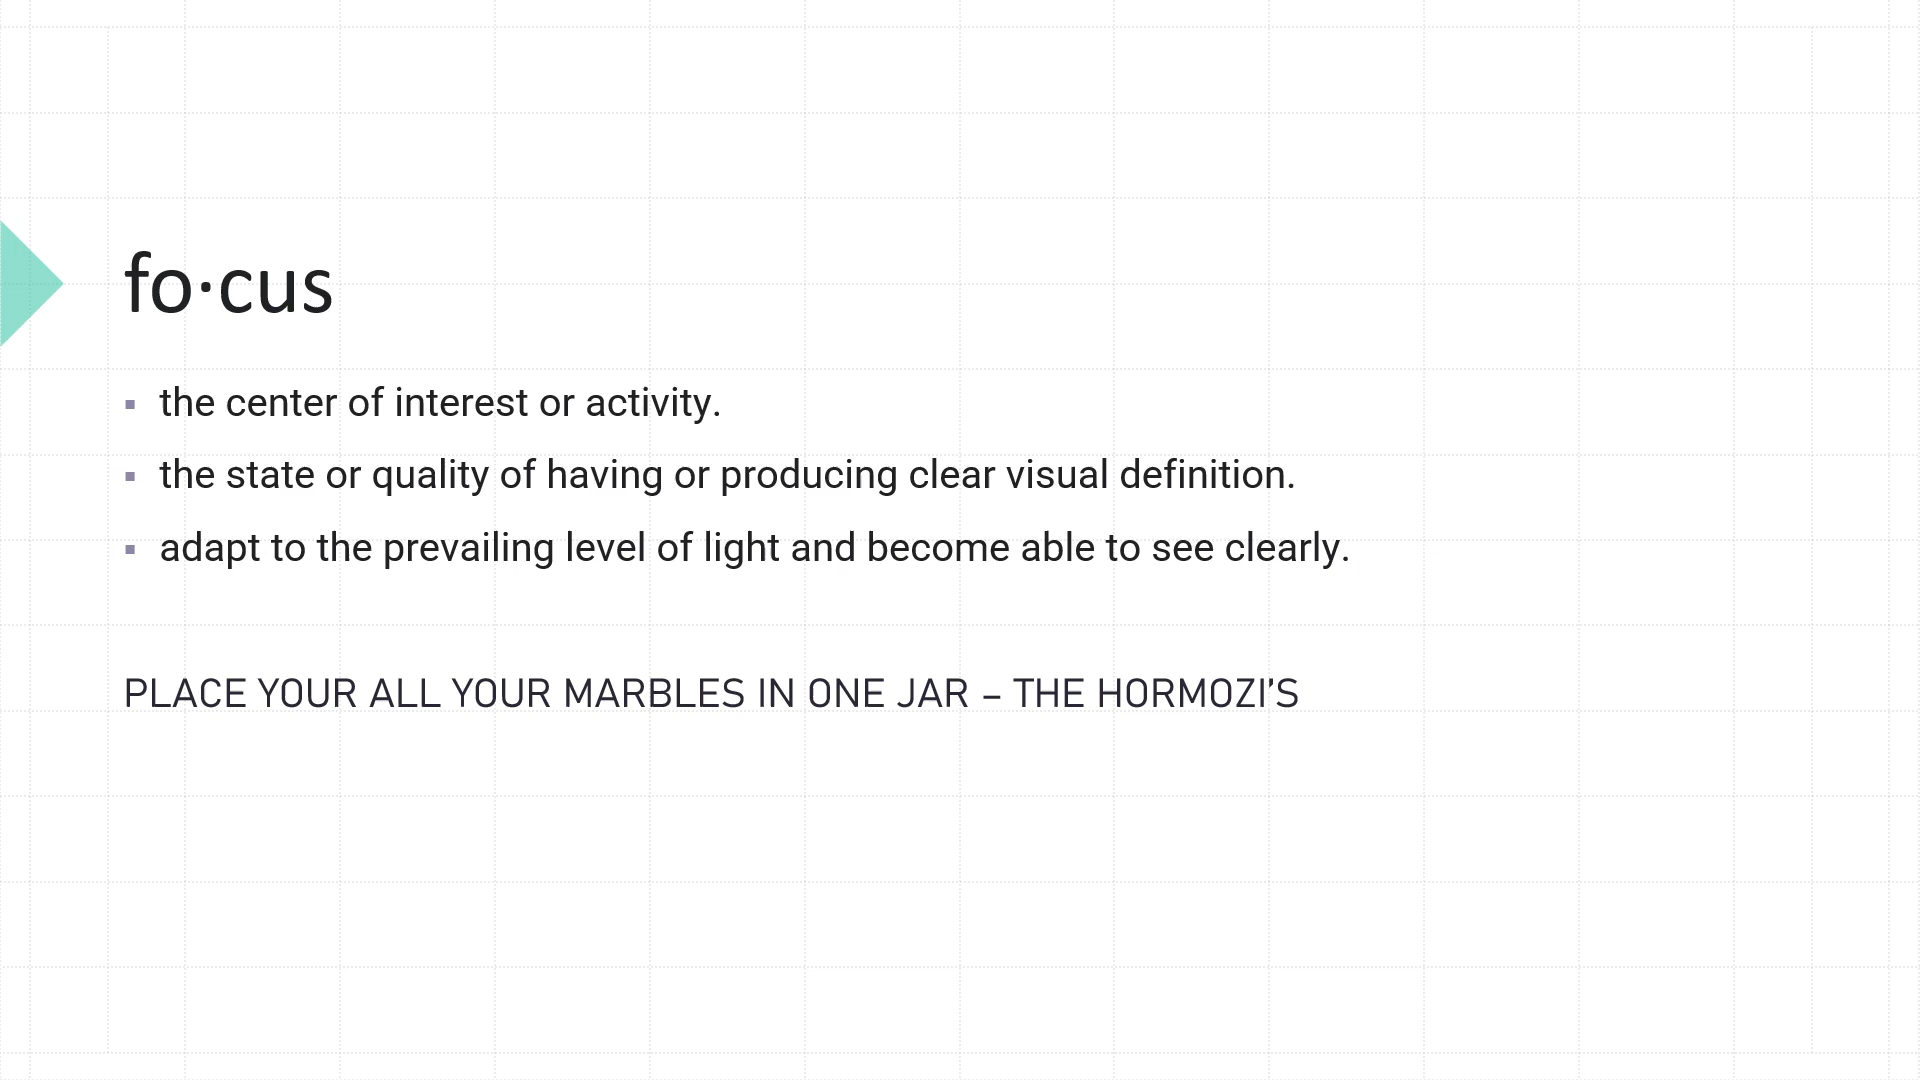 fo·cus
▪ the center of interest or activity.
▪ the state or quality of having or producing clear visual definition.
▪ adapt to the prevailing level of light and become able to see clearly.
PLACE YOUR ALL YOUR MARBLES IN ONE JAR – THE HORMOZI’S